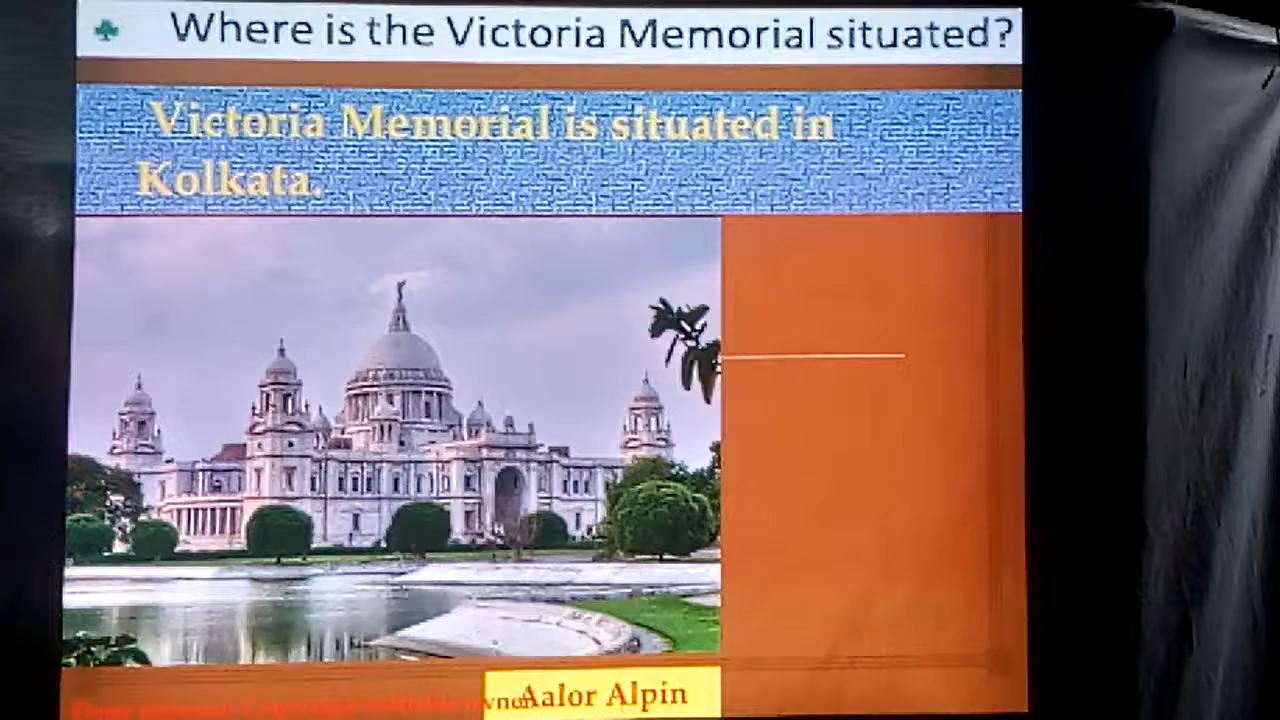 Where is the Victoria Memorial situated?
Victoria Memorial is situated in
Kolkata.
Aalor Alpin